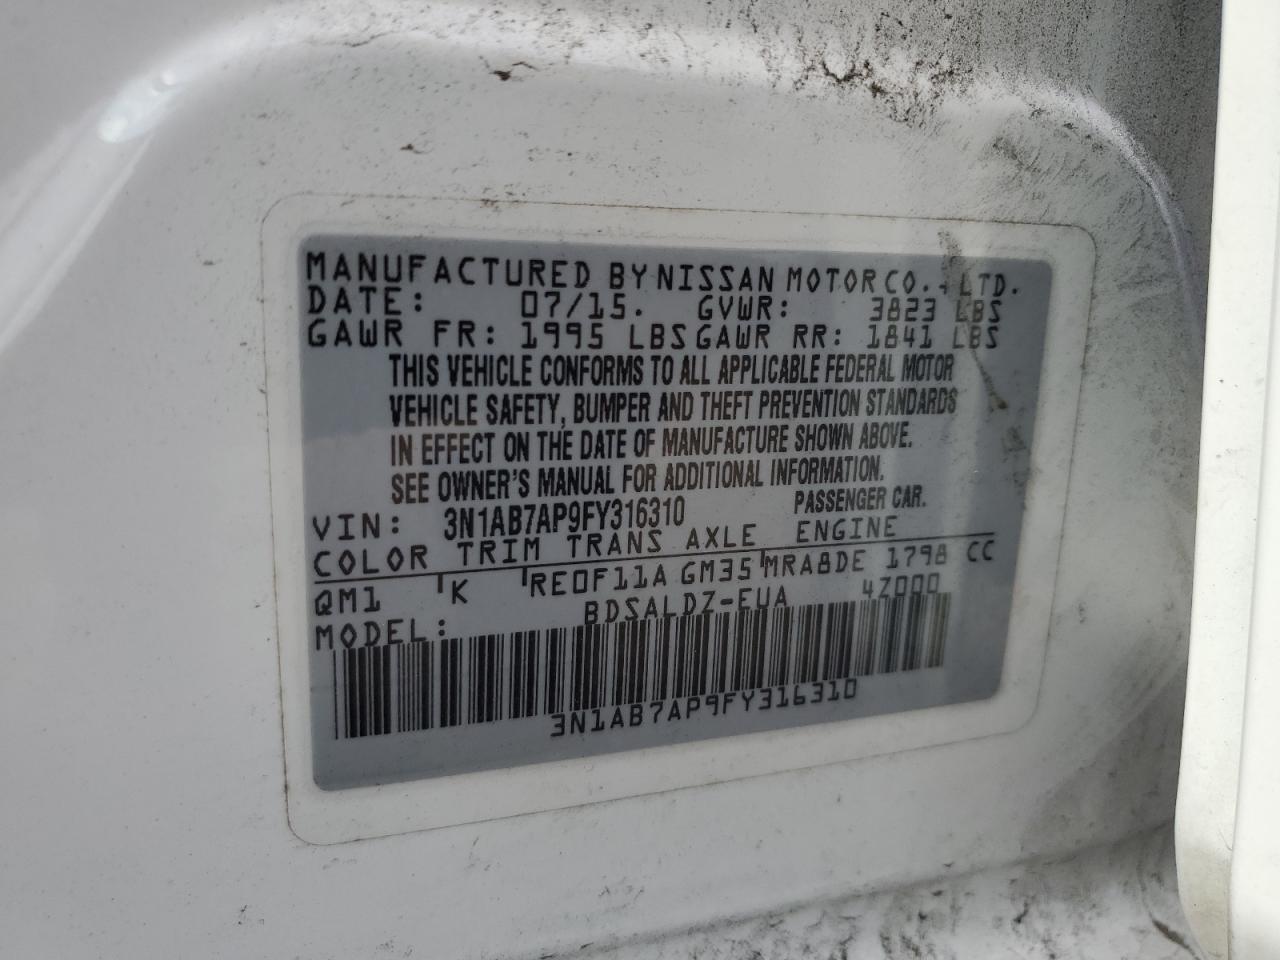 MANUFACTURED BY NISSAN MOTOR CO., LTD.
DATE: 07/15. GVWR: 3823 LBS
GAWR FR: 1995 LBS GAWR RR: 1841 LBS
THIS VEHICLE CONFORMS TO ALL APPLICABLE FEDERAL MOTOR
VEHICLE SAFETY, BUMPER AND THEFT PREVENTION STANDARDS
IN EFFECT ON THE DATE OF MANUFACTURE SHOWN ABOVE.
SEE OWNER'S MANUAL FOR ADDITIONAL INFORMATION.
VIN: 3N1AB7AP9FY316310 PASSENGER CAR.
COLOR TRIM TRANS AXLE ENGINE
QM1 K RE0F11A GM35 MRA8DE 1798 CC
MODEL: BDSALDZ-EUA 4Z000
3N1AB7AP9FY316310